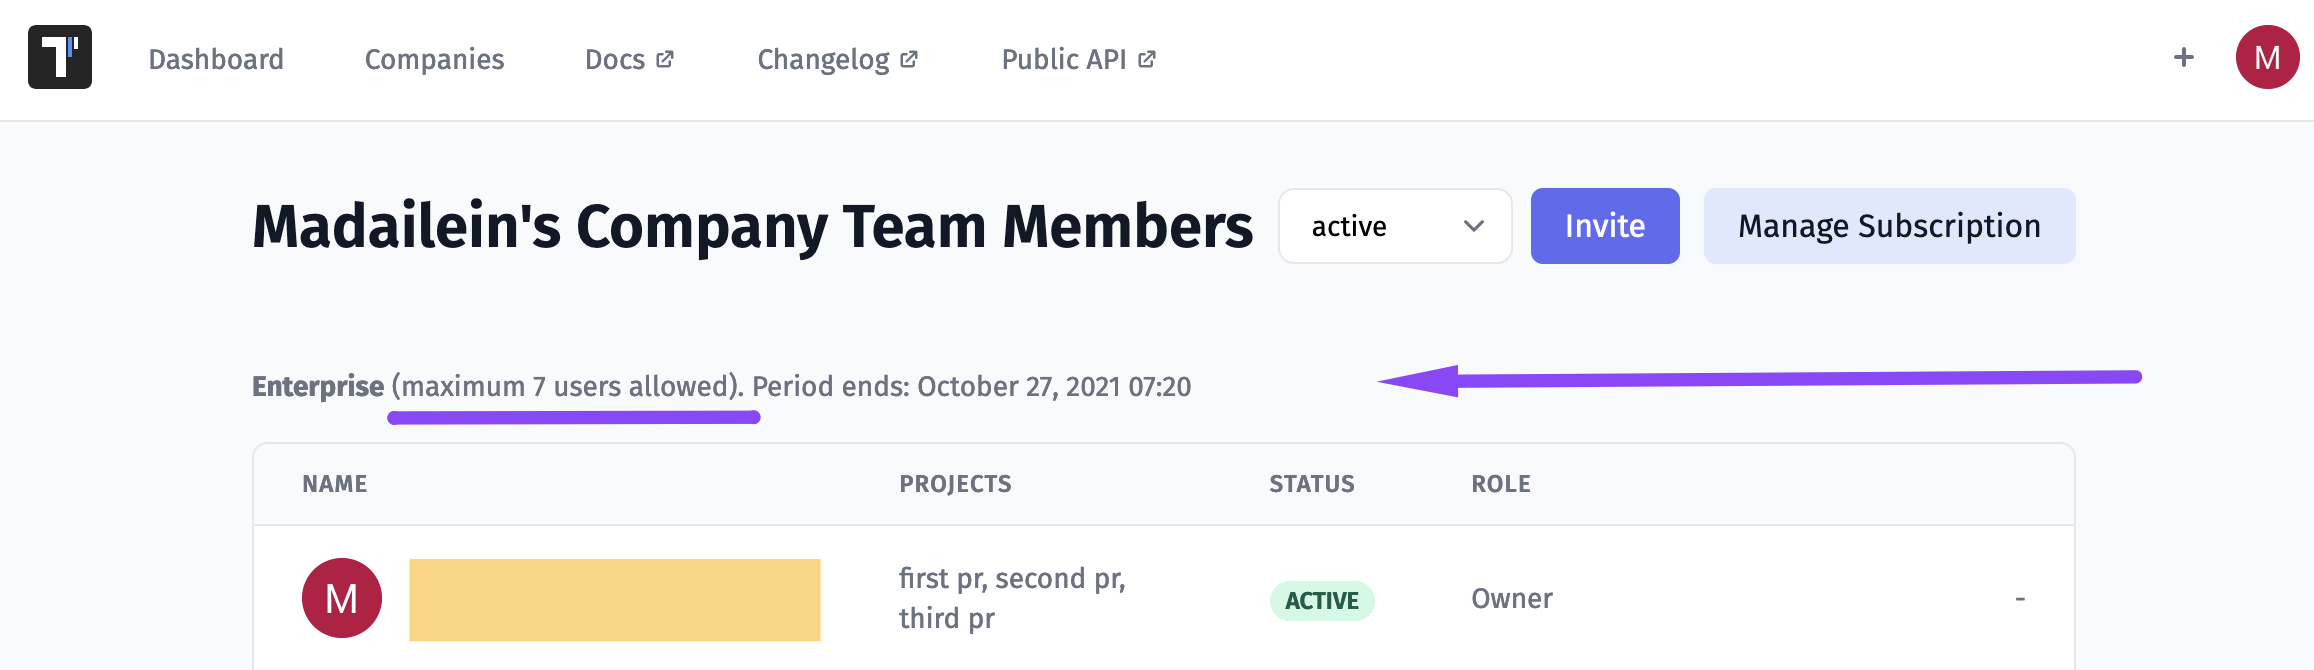 Dashboard Companies Docs Changelog Public API + M
Madailein's Company Team Members active Invite Manage Subscription
Enterprise (maximum 7 users allowed). Period ends: October 27, 2021 07:20
NAME PROJECTS STATUS ROLE
M first pr, second pr, ACTIVE Owner -
third pr